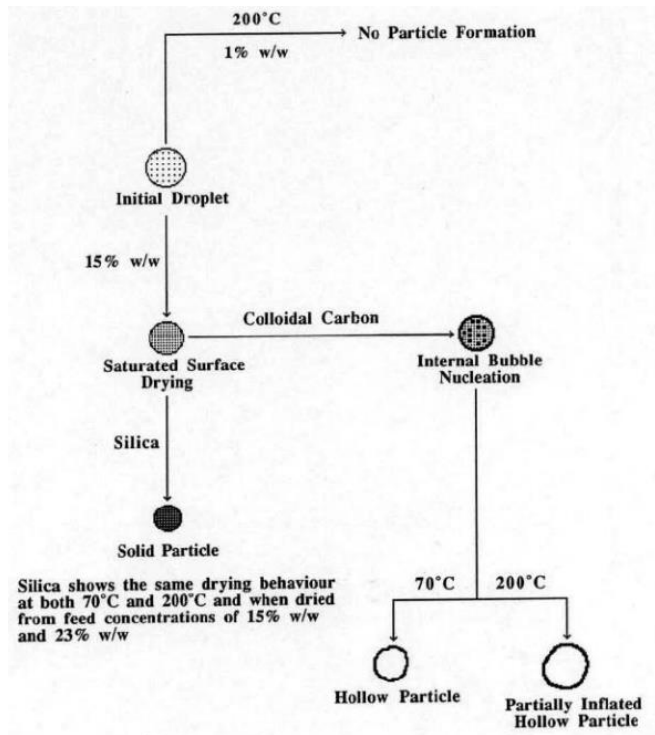 200°C
No Particle Formation
1% w/w
Initial Droplet
15% w/w
Colloidal Carbon
Saturated Surface
Drying
Internal Bubble
Nucleation
Silica
Solid Particle
Silica shows the same drying behaviour
at both 70°C and 200°C and when dried
from feed concentrations of 15% w/w
and 23% w/w
70°C
200°C
Hollow Particle
Partially Inflated
Hollow Particle